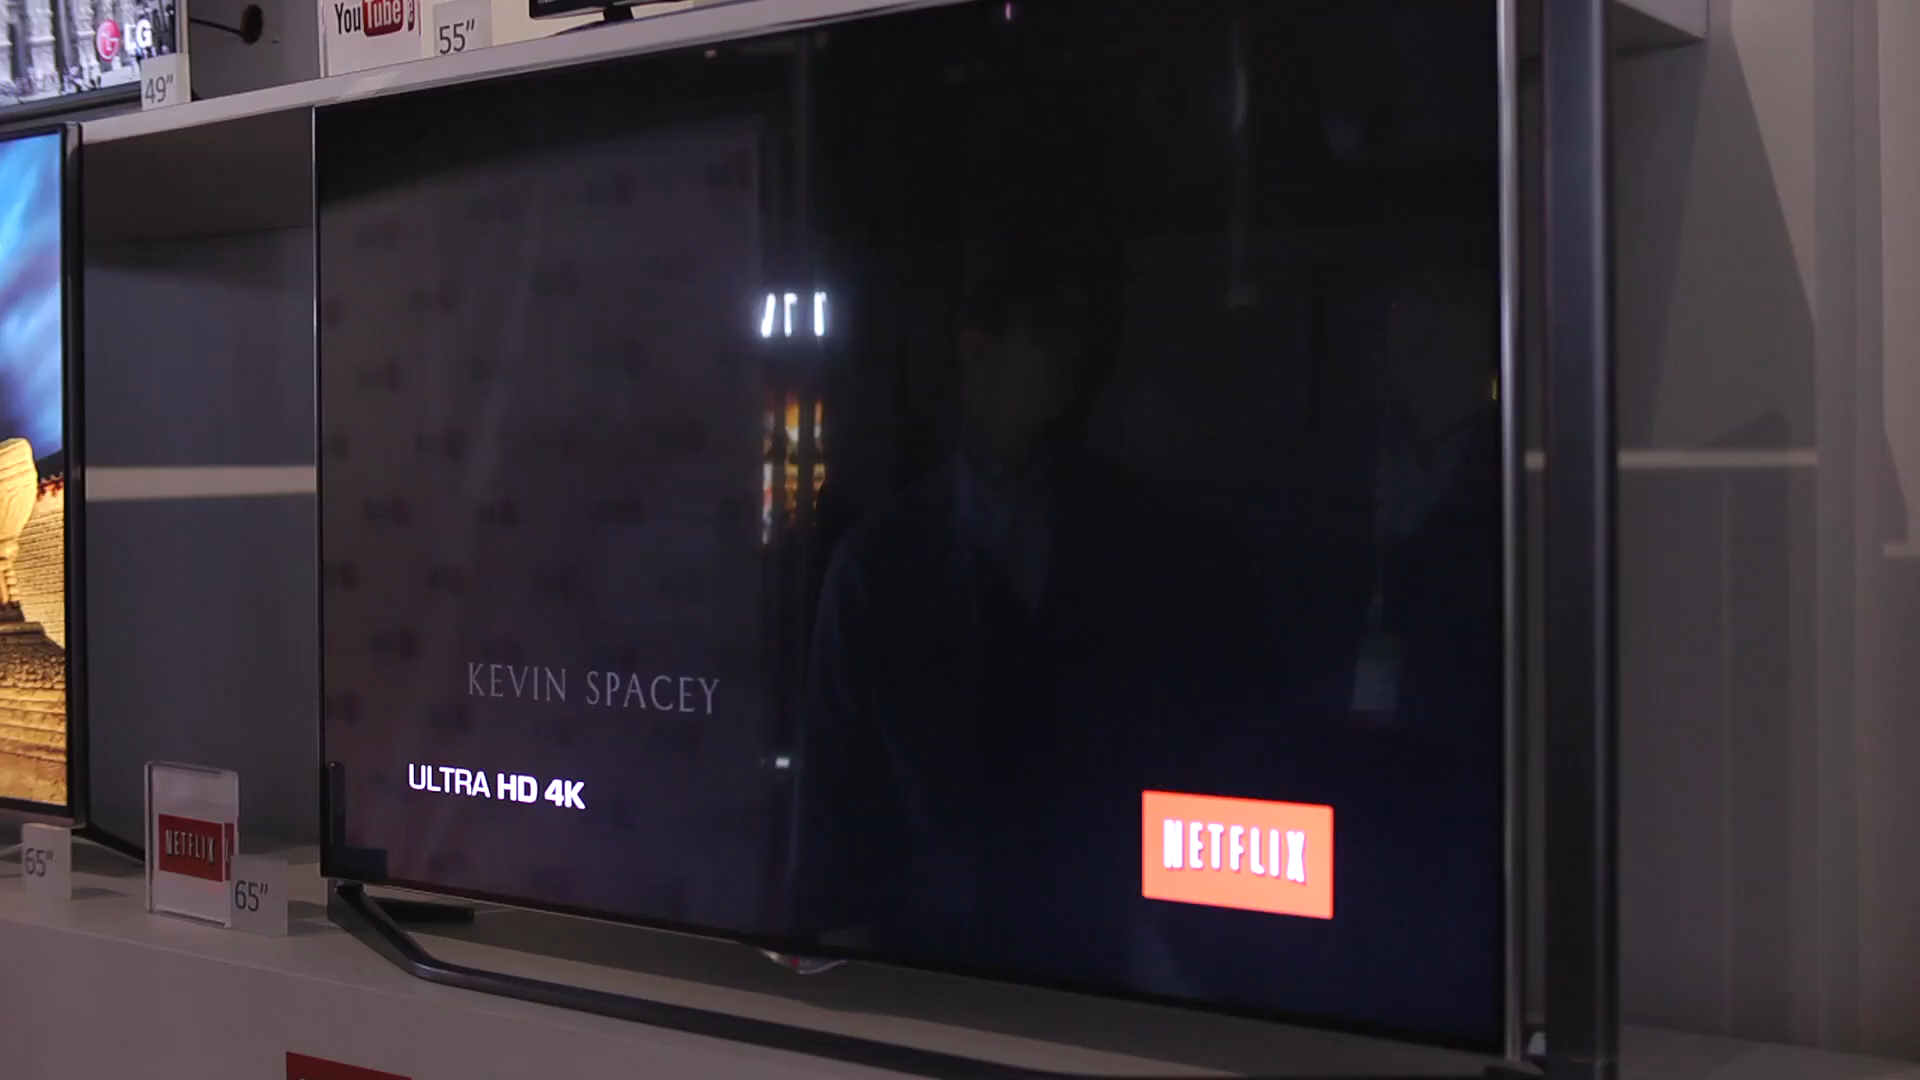 LG
49"
YouTube
55"
KEVIN SPACEY
ULTRA HD 4K
NETFLIX
NETFLIX
65"
65"